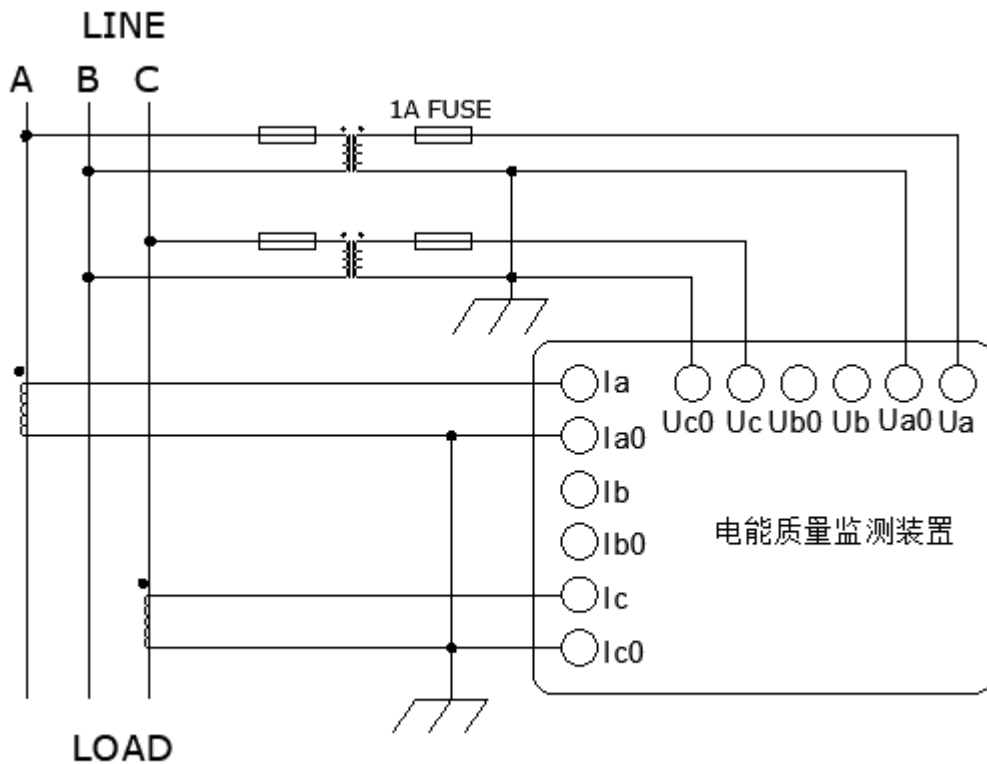 LINE
A B C
1A FUSE
Ia
Uc0 Uc Ub0 Ub Ua0 Ua
Ia0
Ib
电能质量监测装置
Ib0
Ic
Ic0
LOAD